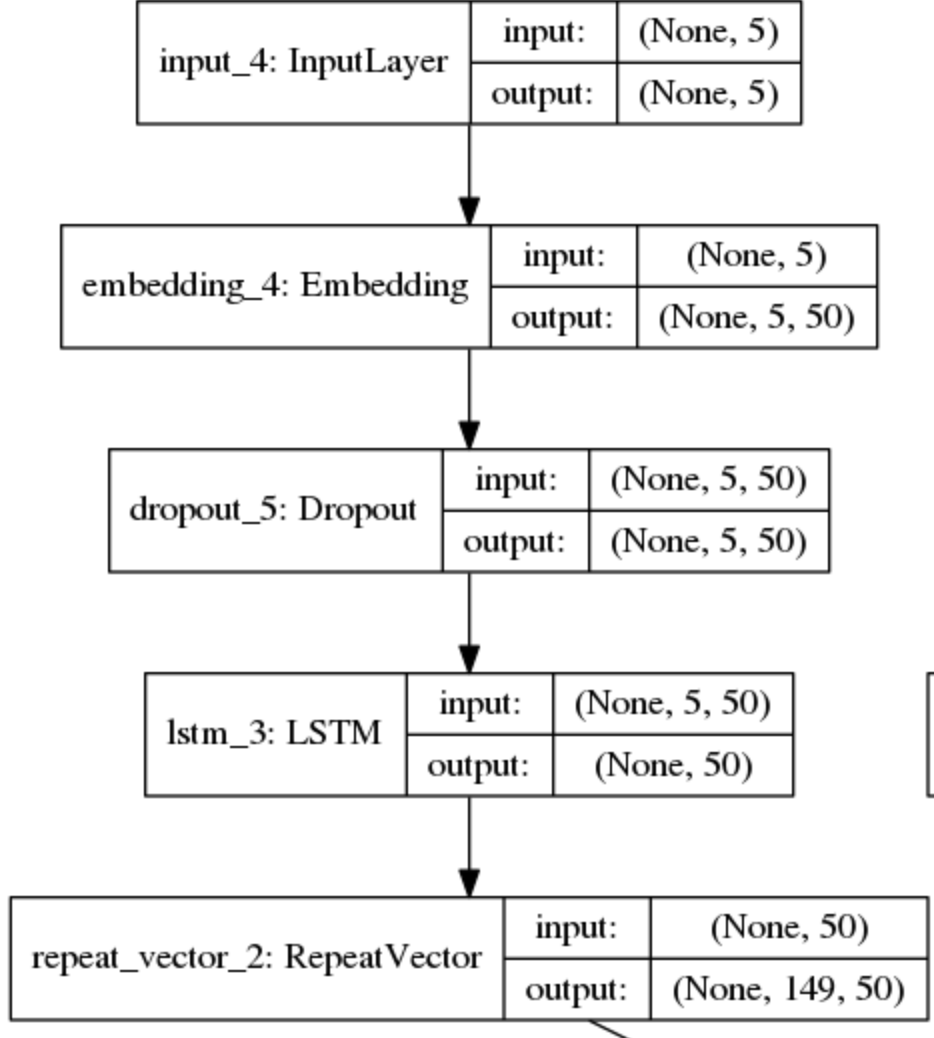 input_4: InputLayer
input: (None, 5)
output: (None, 5)
embedding_4: Embedding
input: (None, 5)
output: (None, 5, 50)
dropout_5: Dropout
input: (None, 5, 50)
output: (None, 5, 50)
lstm_3: LSTM
input: (None, 5, 50)
output: (None, 50)
repeat_vector_2: RepeatVector
input: (None, 50)
output: (None, 149, 50)